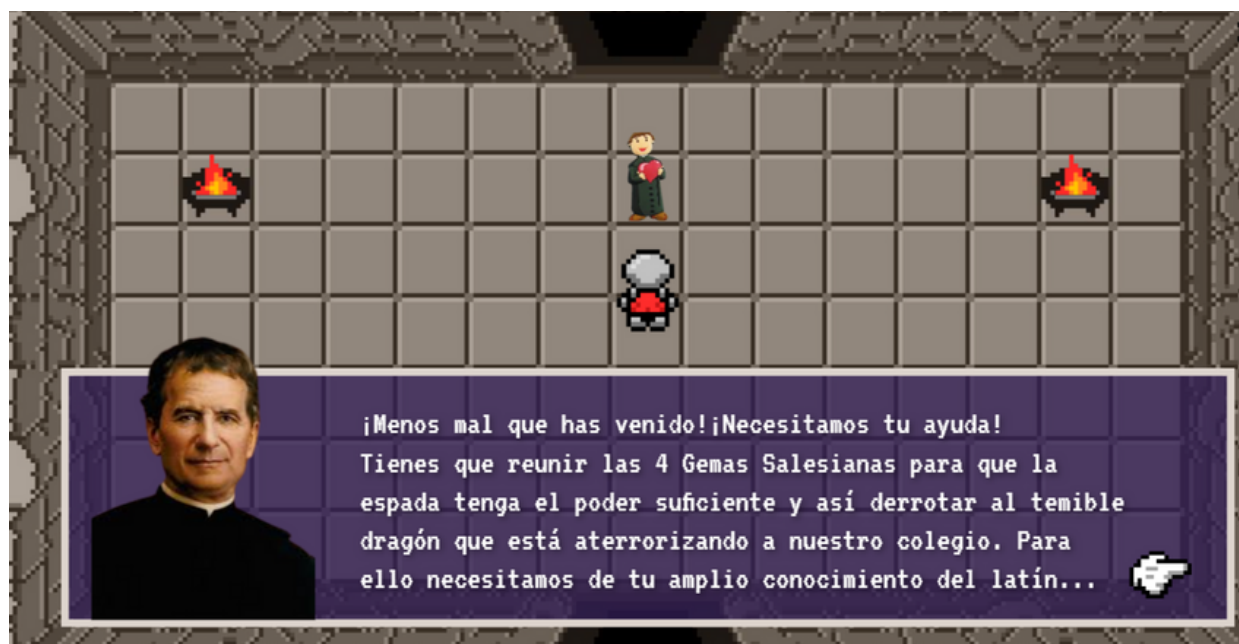 ¡Menos mal que has venido!¡Necesitamos tu ayuda!
Tienes que reunir las 4 Gemas Salesianas para que la
espada tenga el poder suficiente y así derrotar al temible
dragón que está aterrorizando a nuestro colegio. Para
ello necesitamos de tu amplio conocimiento del latín...